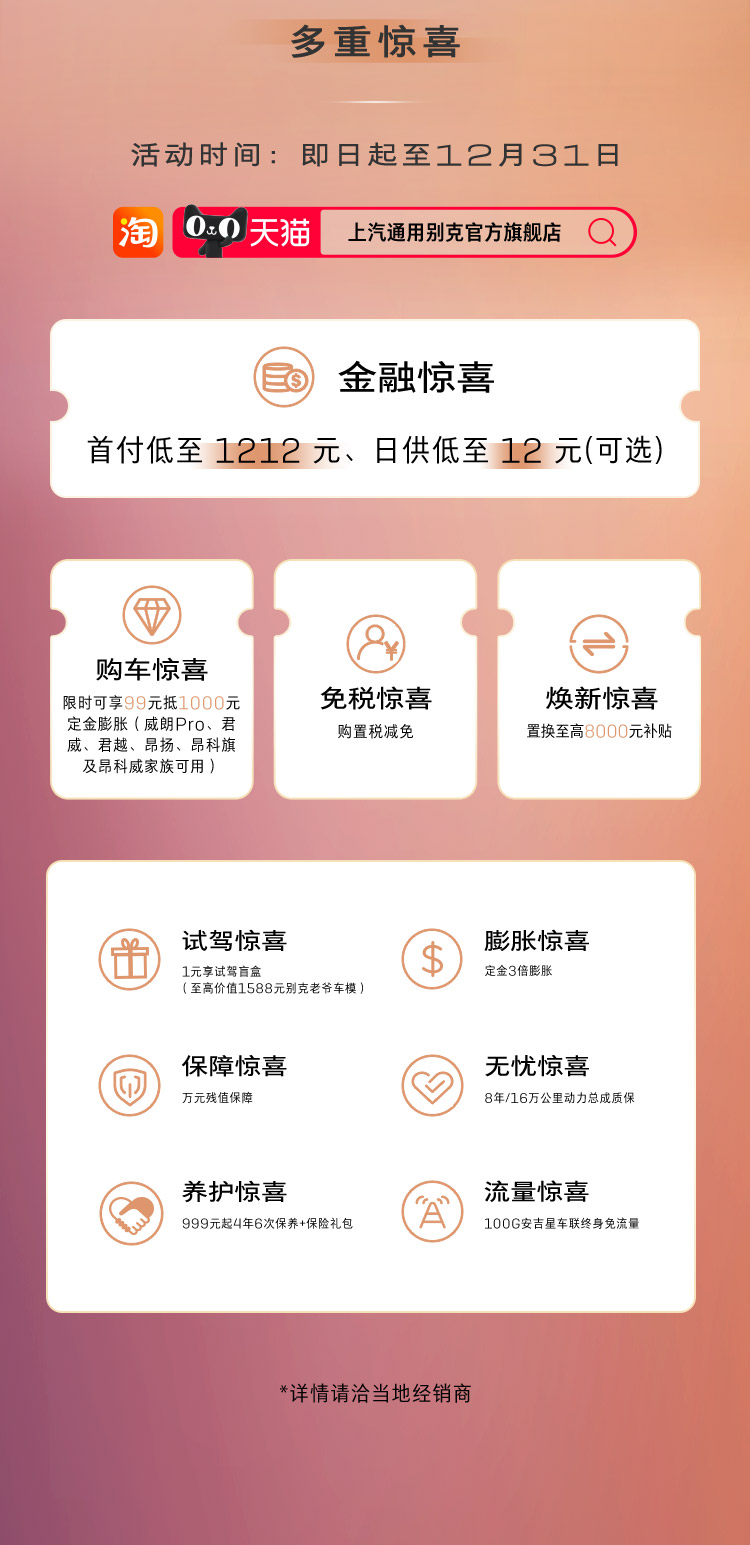 多重惊喜
活动时间：即日起至12月31日
淘 天猫 上汽通用别克官方旗舰店
金融惊喜
首付低至 1212 元、日供低至 12 元(可选)
购车惊喜
限时可享99元抵1000元
定金膨胀（威朗Pro、君
威、君越、昂扬、昂科旗
及昂科威家族可用）
免税惊喜
购置税减免
焕新惊喜
置换至高8000元补贴
试驾惊喜
1元享试驾盲盒
（至高价值1588元别克老爷车模）
膨胀惊喜
定金3倍膨胀
保障惊喜
万元残值保障
无忧惊喜
8年/16万公里动力总成质保
养护惊喜
999元起4年6次保养+保险礼包
流量惊喜
100G安吉星车联终身免流量
*详情请洽当地经销商